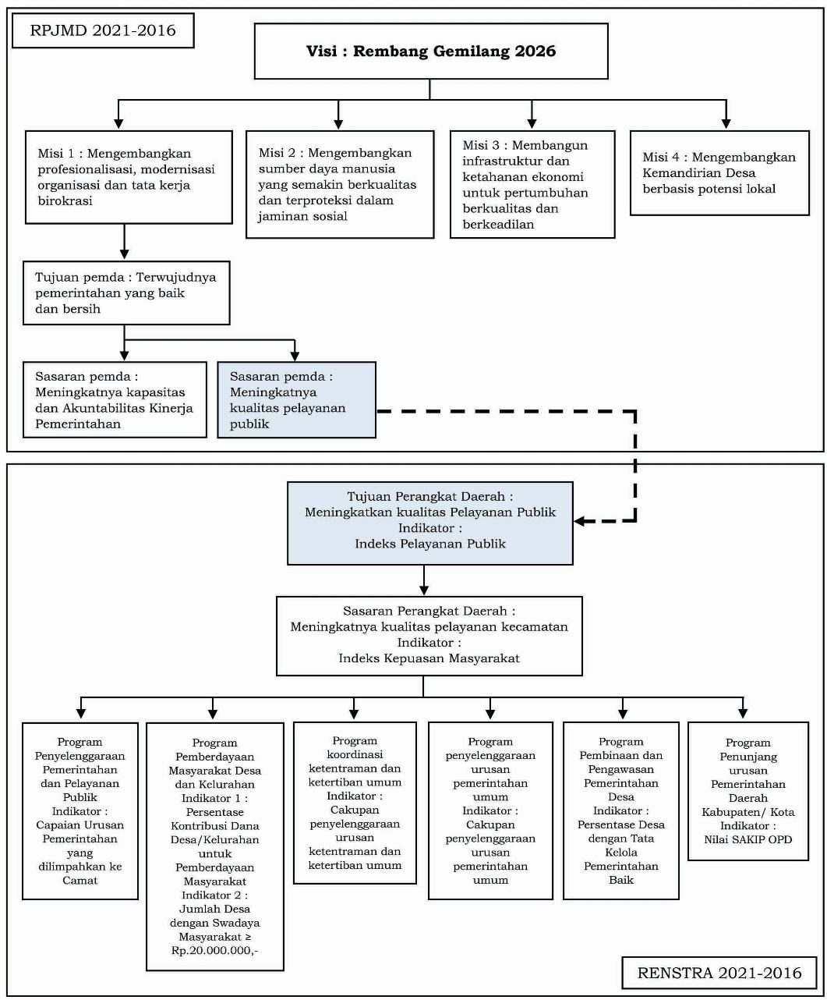 RPJMD 2021-2016
Visi : Rembang Gemilang 2026
Misi 1 : Mengembangkan
profesionalisasi, modernisasi
organisasi dan tata kerja
birokrasi
Misi 2 : Mengembangkan
sumber daya manusia
yang semakin berkualitas
dan terproteksi dalam
jaminan sosial
Misi 3 : Membangun
infrastruktur dan
ketahanan ekonomi
untuk pertumbuhan
berkualitas dan
berkeadilan
Misi 4 : Mengembangkan
Kemandirian Desa
berbasis potensi lokal
Tujuan pemda : Terwujudnya
pemerintahan yang baik
dan bersih
Sasaran pemda :
Meningkatnya kapasitas
dan Akuntabilitas Kinerja
Pemerintahan
Sasaran pemda :
Meningkatnya
kualitas pelayanan
publik
Tujuan Perangkat Daerah :
Meningkatkan kualitas Pelayanan Publik
Indikator :
Indeks Pelayanan Publik
Sasaran Perangkat Daerah :
Meningkatnya kualitas pelayanan kecamatan
Indikator :
Indeks Kepuasan Masyarakat
Program
Penyelenggaraan
Pemerintahan
dan Pelayanan
Publik
Indikator :
Capaian Urusan
Pemerintahan
yang
dilimpahkan ke
Camat
Program
Pemberdayaan
Masyarakat Desa
dan Kelurahan
Indikator 1 :
Persentase
Kontribusi Dana
Desa/Kelurahan
untuk
Pemberdayaan
Masyarakat
Indikator 2 :
Jumlah Desa
dengan Swadaya
Masyarakat ≥
Rp.20.000.000,-
Program
koordinasi
ketentraman dan
ketertiban umum
Indikator :
Cakupan
penyelenggaraan
urusan
ketentraman dan
ketertiban umum
Program
penyelenggaraan
urusan
pemerintahan
umum
Indikator :
Cakupan
penyelenggaraan
urusan
pemerintahan
umum
Program
Pembinaan dan
Pengawasan
Pemerintahan
Desa
Indikator :
Persentase Desa
dengan Tata
Kelola
Pemerintahan
Baik
Program
Penunjang
urusan
Pemerintahan
Daerah
Kabupaten/ Kota
Indikator :
Nilai SAKIP OPD
RENSTRA 2021-2016